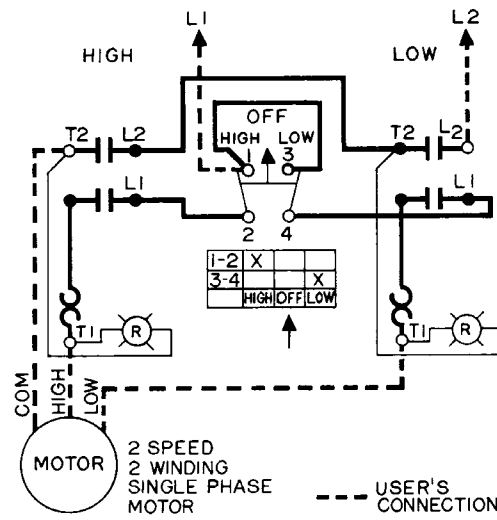 L1
L2
HIGH
LOW
OFF
HIGH LOW
1 3
T2 L2
T2 L2
L1
L1
2 4
1-2 X
3-4 X
HIGH OFF LOW
T1 R
T1 R
COM
HIGH
LOW
MOTOR
2 SPEED
2 WINDING
SINGLE PHASE
MOTOR
USER'S
CONNECTION